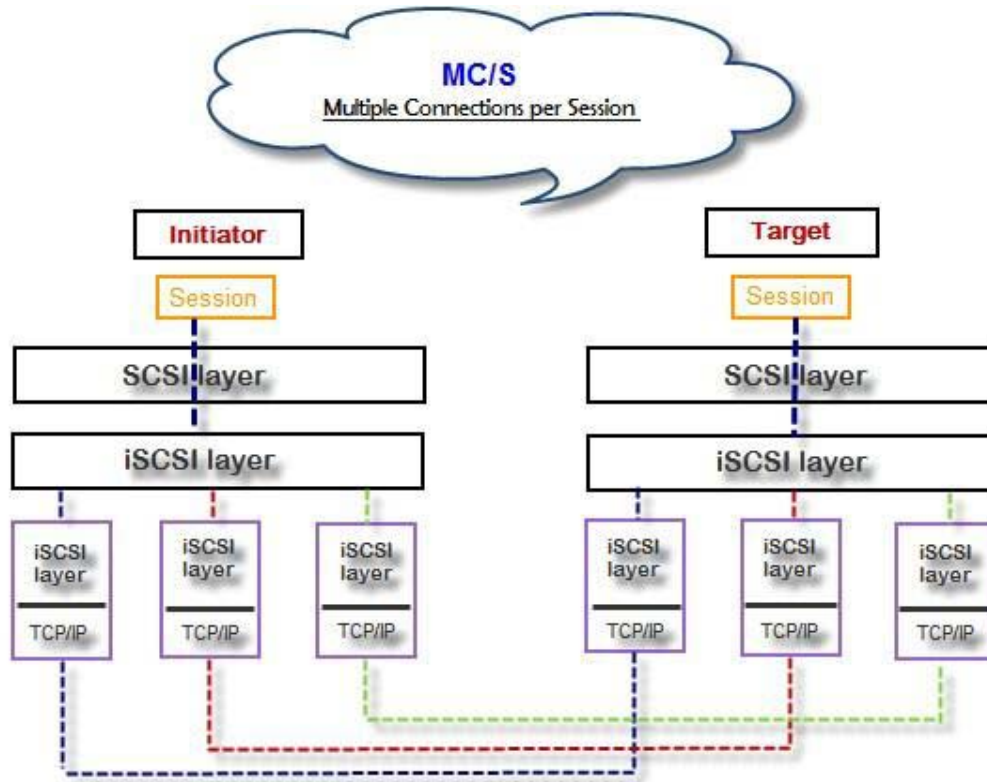 MC/S
Multiple Connections per Session
Initiator
Target
Session
Session
SCSI layer
SCSI layer
iSCSI layer
iSCSI layer
iSCSI
layer
TCP/IP
iSCSI
layer
TCP/IP
iSCSI
layer
TCP/IP
iSCSI
layer
TCP/IP
iSCSI
layer
TCP/IP
iSCSI
layer
TCP/IP